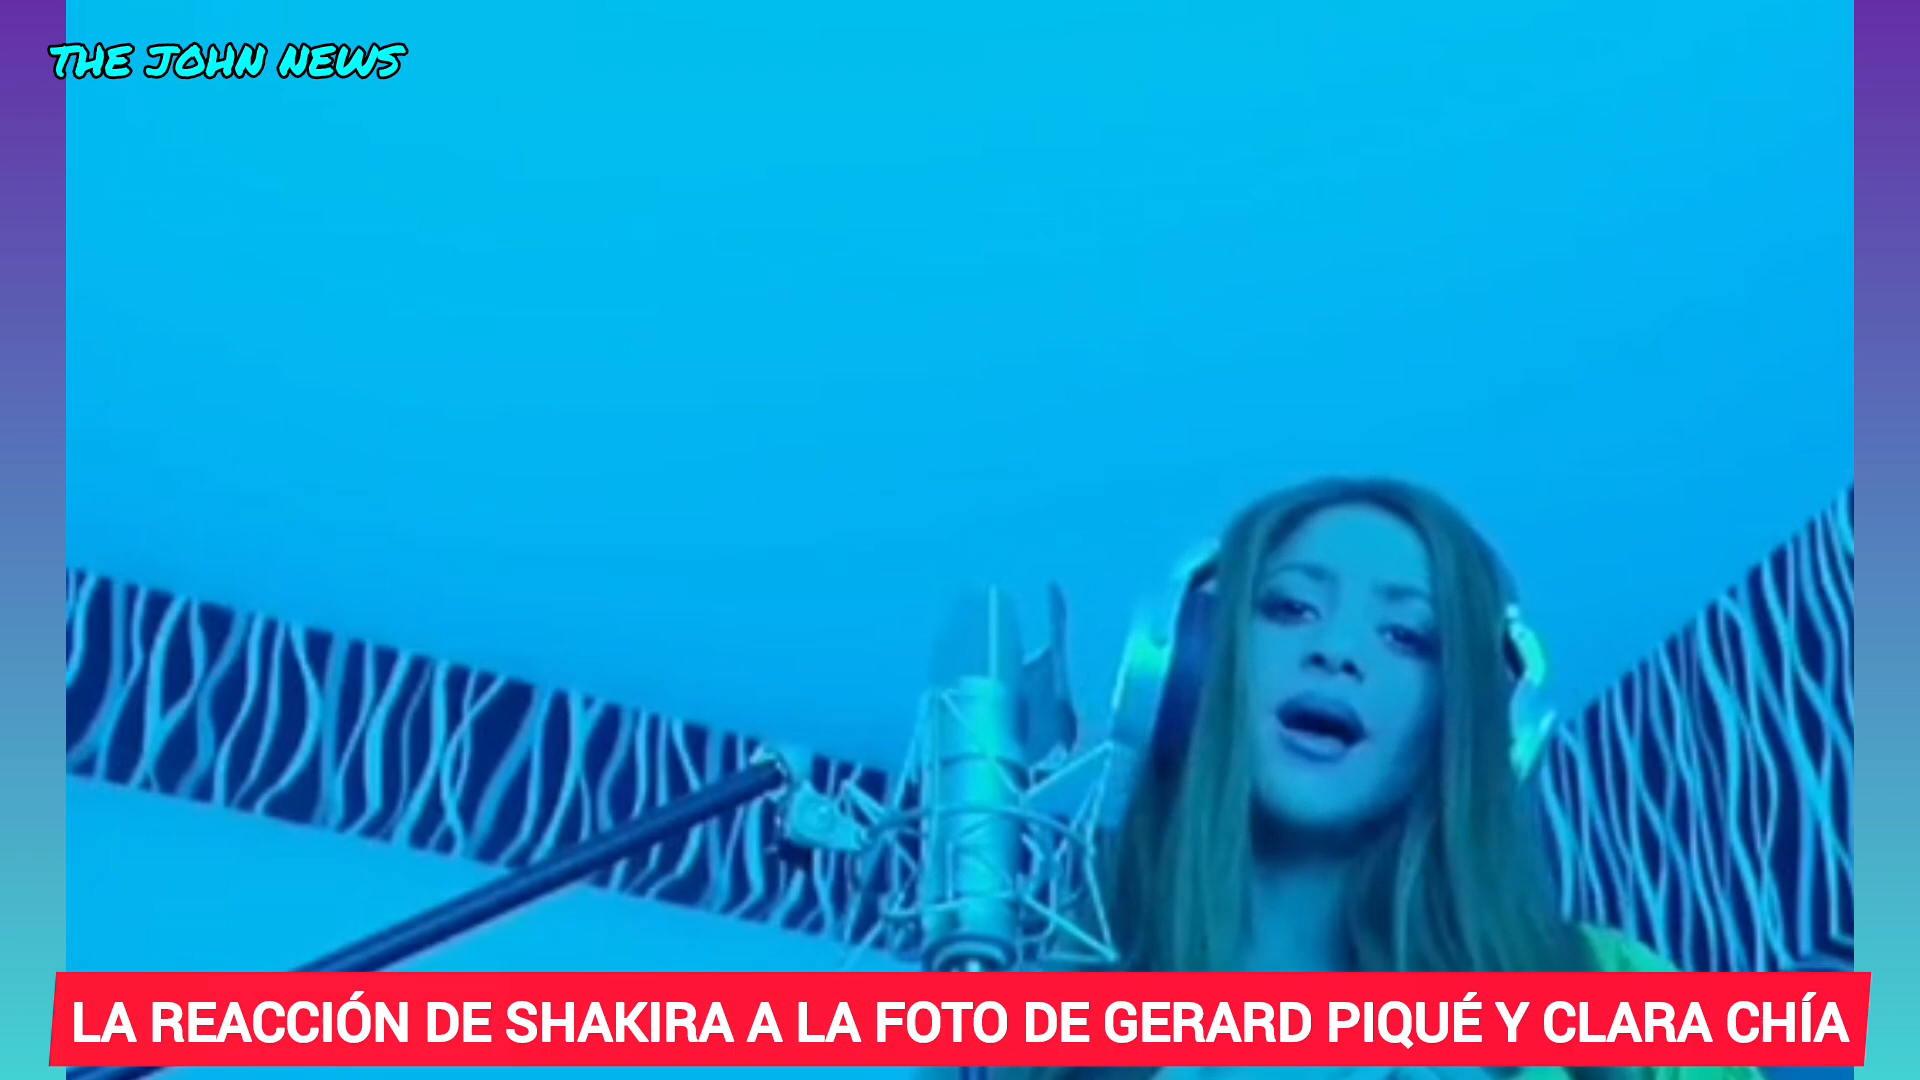 THE JOHN NEWS
LA REACCIÓN DE SHAKIRA A LA FOTO DE GERARD PIQUÉ Y CLARA CHÍA